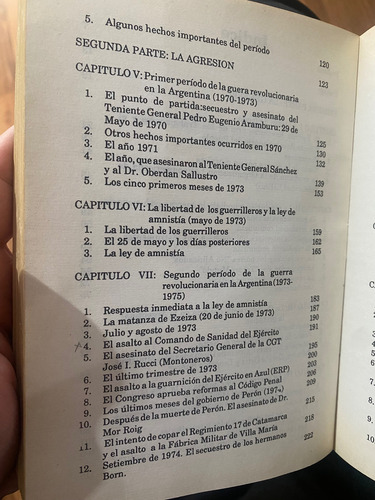 5. Algunos hechos importantes del período
SEGUNDA PARTE: LA AGRESION 120
CAPITULO V: Primer período de la guera revolucionaria 123
en la Argentina (1970-1973)
1. El punto de partida:secuestro y asesinato del
Teniente General Pedro Eugenio Aramburu: 29 de
Mayo de 1970 125
2. Otros hechos importantes ocurridos en 1970 130
3. El año 1971 132
4. El año, que asesinaron al Teniente General Sánchez
y al Dr. Oberdan Sallustro 139
5. Los cinco primeros meses de 1973 153
CAPITULO VI: La libertad de los guerrilleros y la ley de
amnistía (mayo de 1973)
1. La libertad de los guerrilleros 159
2. El 25 de mayo y los días posteriores 162
3. La ley de amnistía 165
CAPITULO VII: Segundo período de la guerra
revolucionaria en la Argentina (1973-
1975)
1. Respuesta inmediata a la ley de amnistía 183
2. La matanza de Ezeiza (20 de junio de 1973) 187
3. Julio y agosto de 1973 190
4. El asalto al Comando de Sanidad del Ejército 191
5. El asesinato del Secretario General de la CGT
José I. Rucci (Montoneros) 195
6. El último trimestre de 1973 200
7. El asalto a la guarnición del Ejército en Azul (ERP) 203
8. El Congreso aprueba reformas al Código Penal 206
9. Los últimos meses del gobierno de Perón (1974) 209
10. Después de la muerte de Perón. El asesinato de Dr.
Mor Roig 215
11. El intento de copar el Regimiento 17 de Catamarca
y el asalto a la Fábrica Militar de Villa María 218
12. Setiembre de 1974. El secuestro de los hermanos
Born. 222